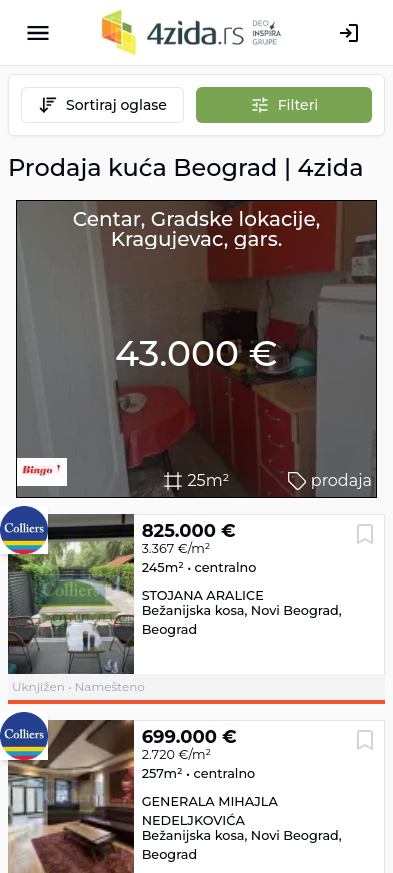 4zida.rs
DEO
INSPIRA
GRUPE
Sortiraj oglase
Filteri
Prodaja kuća Beograd | 4zida
Centar, Gradske lokacije,
Kragujevac, gars.
43.000 €
Bingo
25m²
prodaja
Colliers
825.000 €
3.367 €/m²
245m² • centralno
Colliers
STOJANA ARALICE
Bežanijska kosa, Novi Beograd,
Beograd
Uknjižen • Namešteno
Colliers
699.000 €
2.720 €/m²
257m² • centralno
GENERALA MIHAJLA
NEDELJKOVIĆA
Bežanijska kosa, Novi Beograd,
Beograd